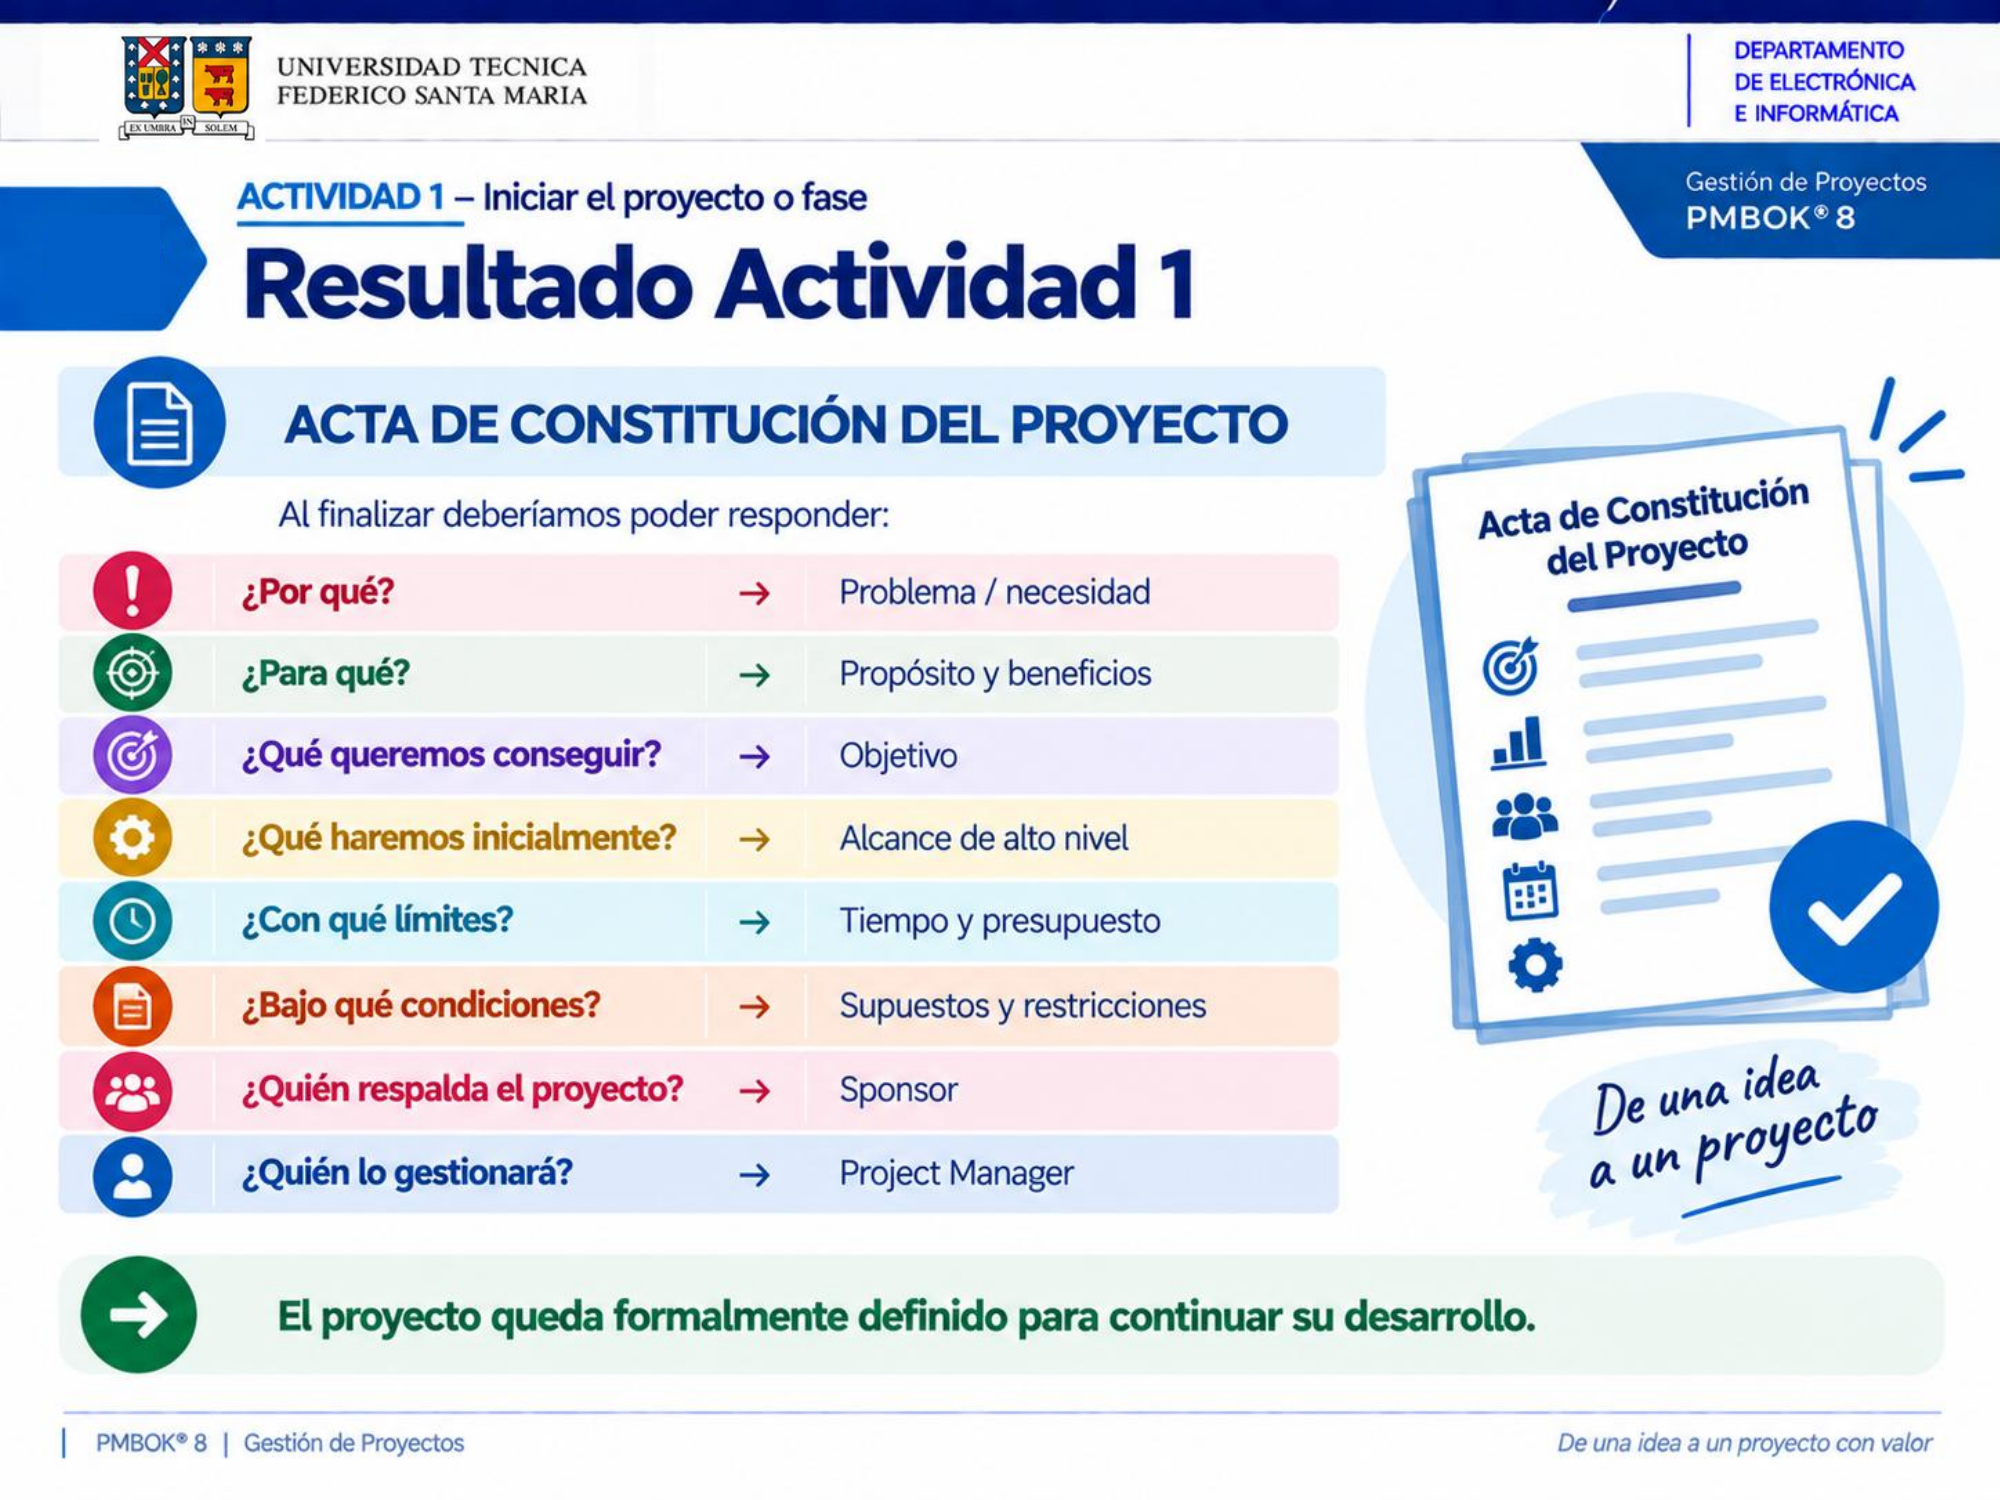 EX UMBRA IN SOLEM
UNIVERSIDAD TECNICA
FEDERICO SANTA MARIA
DEPARTAMENTO
DE ELECTRÓNICA
E INFORMÁTICA
Gestión de Proyectos
PMBOK® 8
ACTIVIDAD 1 – Iniciar el proyecto o fase
Resultado Actividad 1
ACTA DE CONSTITUCIÓN DEL PROYECTO
Al finalizar deberíamos poder responder:
¿Por qué? → Problema / necesidad
¿Para qué? → Propósito y beneficios
¿Qué queremos conseguir? → Objetivo
¿Qué haremos inicialmente? → Alcance de alto nivel
¿Con qué límites? → Tiempo y presupuesto
¿Bajo qué condiciones? → Supuestos y restricciones
¿Quién respalda el proyecto? → Sponsor
¿Quién lo gestionará? → Project Manager
Acta de Constitución
del Proyecto
De una idea
a un proyecto
El proyecto queda formalmente definido para continuar su desarrollo.
PMBOK® 8 | Gestión de Proyectos
De una idea a un proyecto con valor